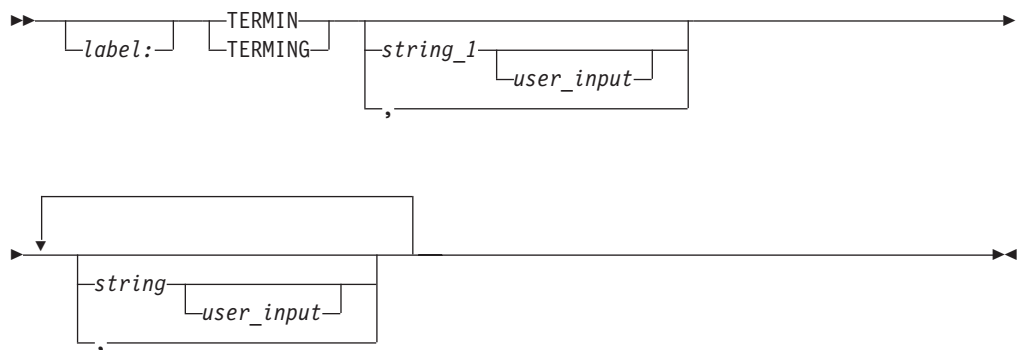 TERMIN
label: TERMING string_1
user_input
,
string
user_input
,